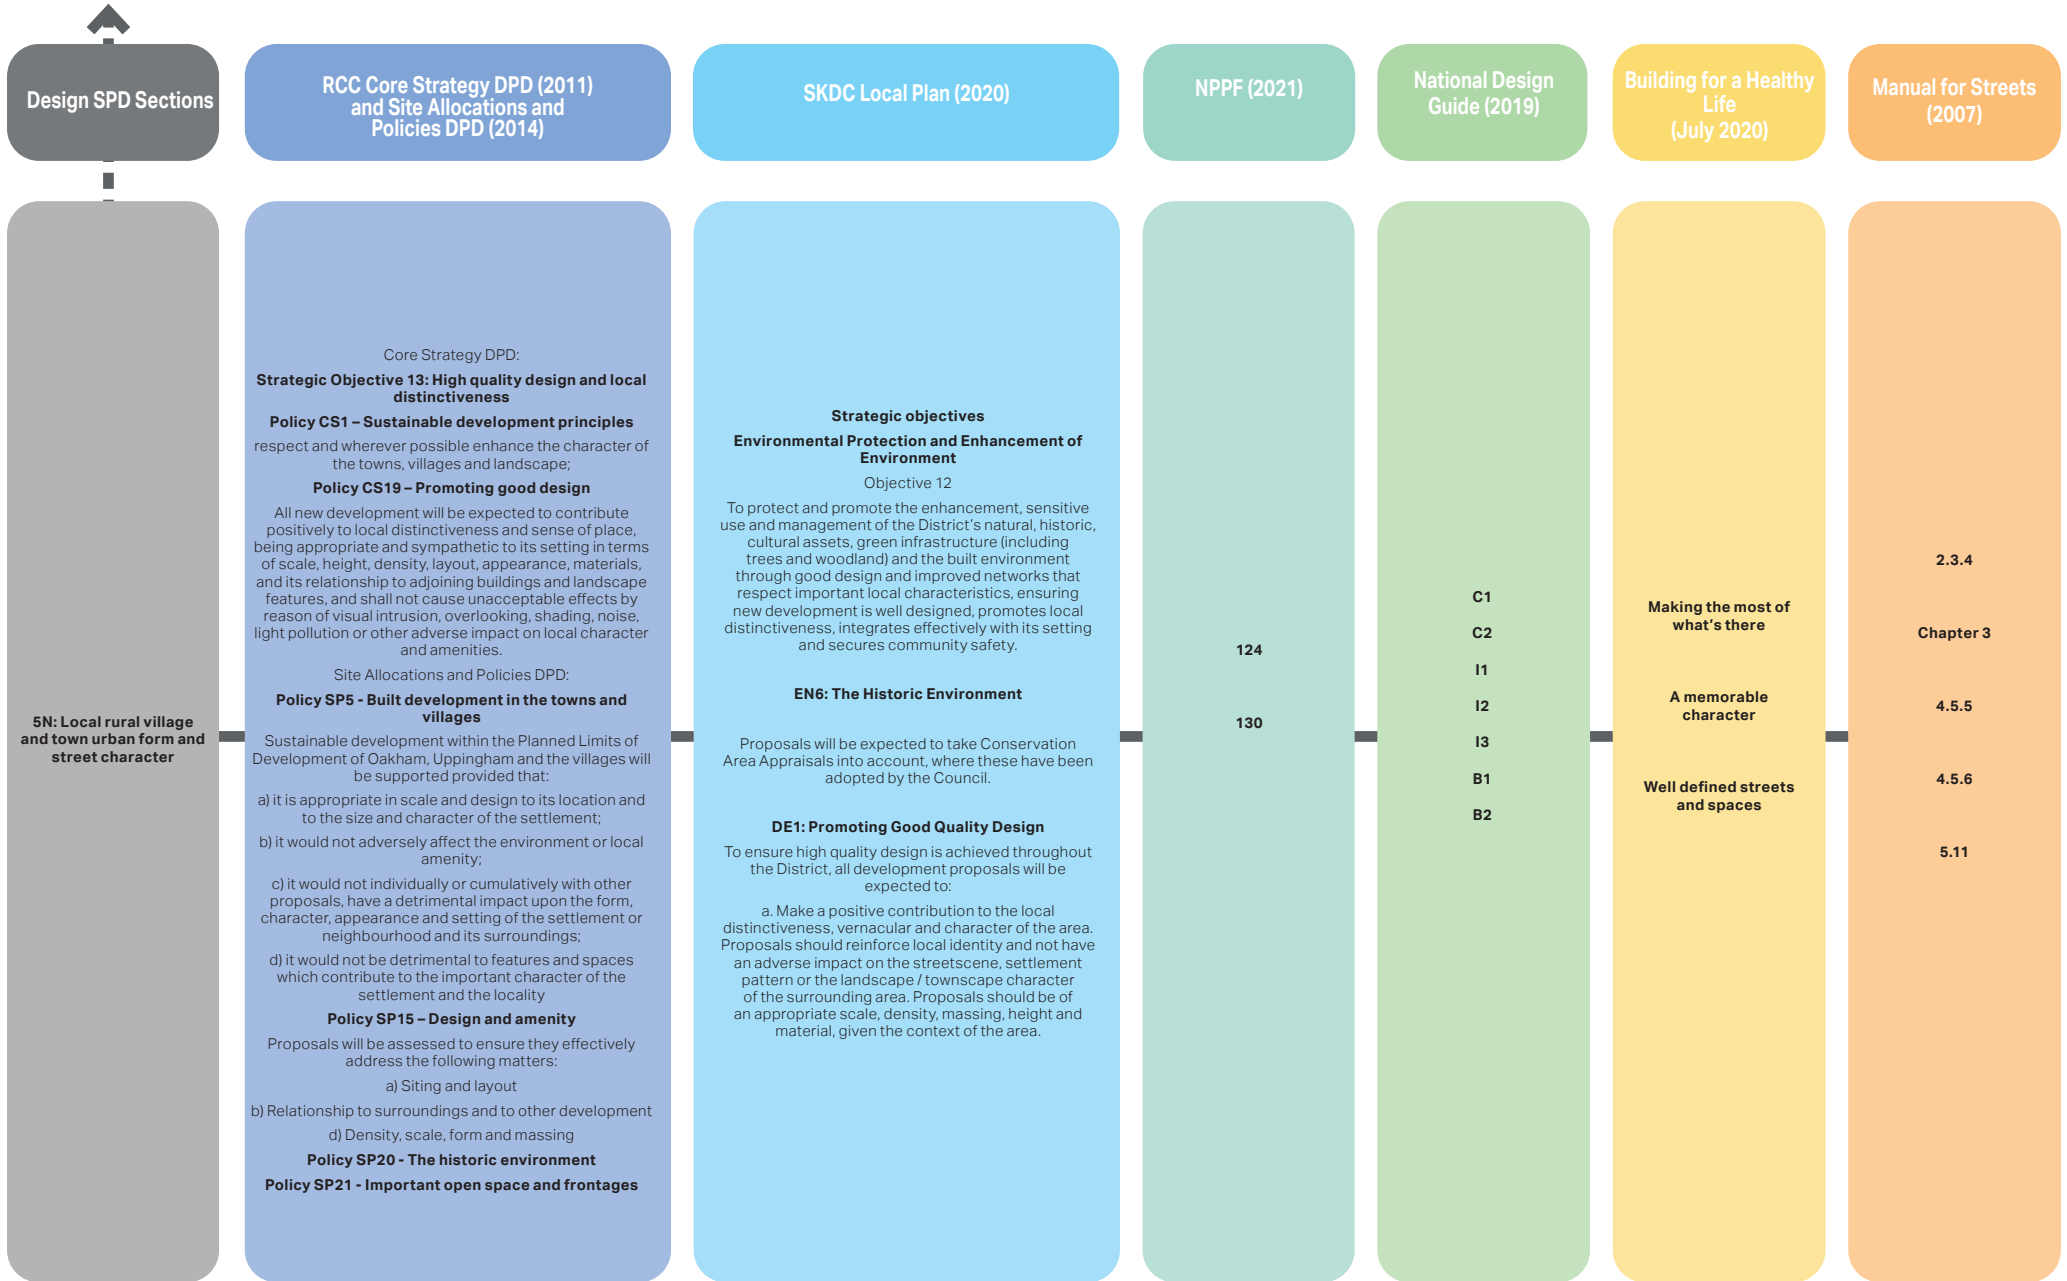 Design SPD Sections
RCC Core Strategy DPD (2011)
and Site Allocations and
Policies DPD (2014)
SKDC Local Plan (2020)
NPPF (2021)
National Design
Guide (2019)
Building for a Healthy
Life
(July 2020)
Manual for Streets
(2007)
5N: Local rural village
and town urban form and
street character
Core Strategy DPD:
Strategic Objective 13: High quality design and local
distinctiveness
Policy CS1 – Sustainable development principles
respect and wherever possible enhance the character of
the towns, villages and landscape;
Policy CS19 – Promoting good design
All new development will be expected to contribute
positively to local distinctiveness and sense of place,
being appropriate and sympathetic to its setting in terms
of scale, height, density, layout, appearance, materials,
and its relationship to adjoining buildings and landscape
features, and shall not cause unacceptable effects by
reason of visual intrusion, overlooking, shading, noise,
light pollution or other adverse impact on local character
and amenities.
Site Allocations and Policies DPD:
Policy SP5 - Built development in the towns and
villages
Sustainable development within the Planned Limits of
Development of Oakham, Uppingham and the villages will
be supported provided that:
a) it is appropriate in scale and design to its location and
to the size and character of the settlement;
b) it would not adversely affect the environment or local
amenity;
c) it would not individually or cumulatively with other
proposals, have a detrimental impact upon the form,
character, appearance and setting of the settlement or
neighbourhood and its surroundings;
d) it would not be detrimental to features and spaces
which contribute to the important character of the
settlement and the locality
Policy SP15 – Design and amenity
Proposals will be assessed to ensure they effectively
address the following matters:
a) Siting and layout
b) Relationship to surroundings and to other development
d) Density, scale, form and massing
Policy SP20 - The historic environment
Policy SP21 - Important open space and frontages
Strategic objectives
Environmental Protection and Enhancement of
Environment
Objective 12
To protect and promote the enhancement, sensitive
use and management of the District's natural, historic,
cultural assets, green infrastructure (including
trees and woodland) and the built environment
through good design and improved networks that
respect important local characteristics, ensuring
new development is well designed, promotes local
distinctiveness, integrates effectively with its setting
and secures community safety.
EN6: The Historic Environment
Proposals will be expected to take Conservation
Area Appraisals into account, where these have been
adopted by the Council.
DE1: Promoting Good Quality Design
To ensure high quality design is achieved throughout
the District, all development proposals will be
expected to:
a. Make a positive contribution to the local
distinctiveness, vernacular and character of the area.
Proposals should reinforce local identity and not have
an adverse impact on the streetscene, settlement
pattern or the landscape / townscape character
of the surrounding area. Proposals should be of
an appropriate scale, density, massing, height and
material, given the context of the area.
124
130
C1
C2
I1
I2
I3
B1
B2
Making the most of
what's there
A memorable
character
Well defined streets
and spaces
2.3.4
Chapter 3
4.5.5
4.5.6
5.11